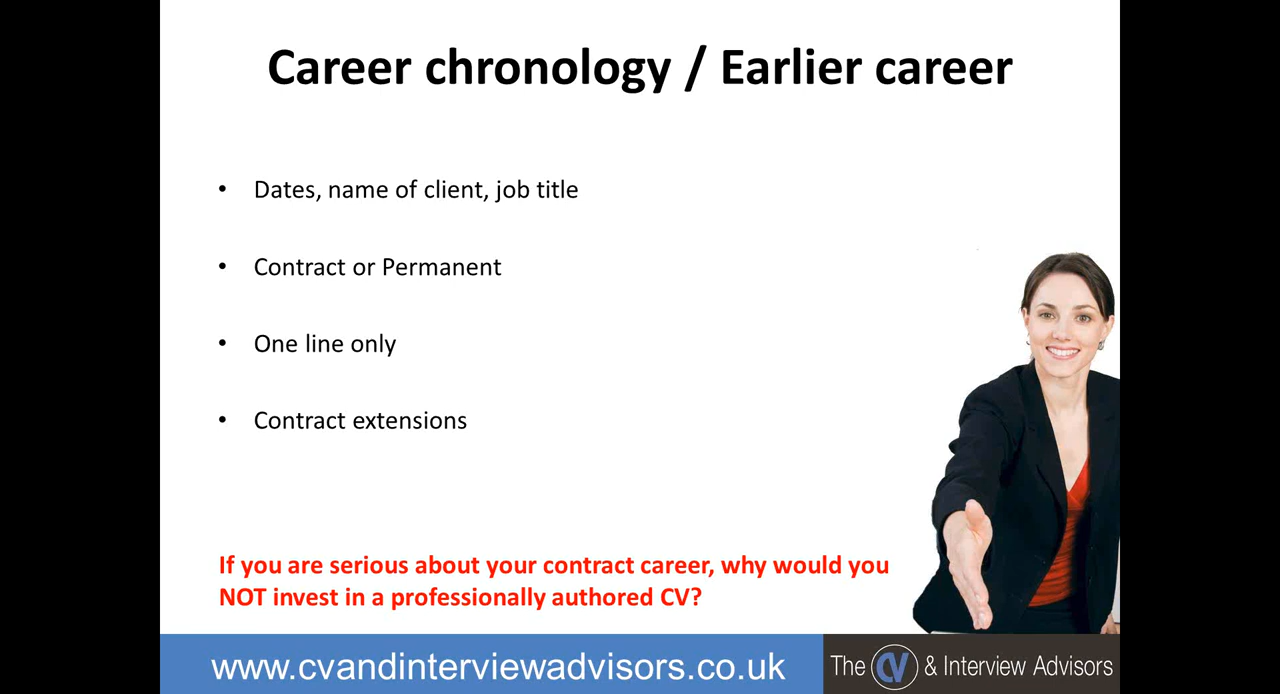 Career chronology / Earlier career
• Dates, name of client, job title
• Contract or Permanent
• One line only
• Contract extensions
If you are serious about your contract career, why would you
NOT invest in a professionally authored CV?
www.cvandinterviewadvisors.co.uk
The CV & Interview Advisors